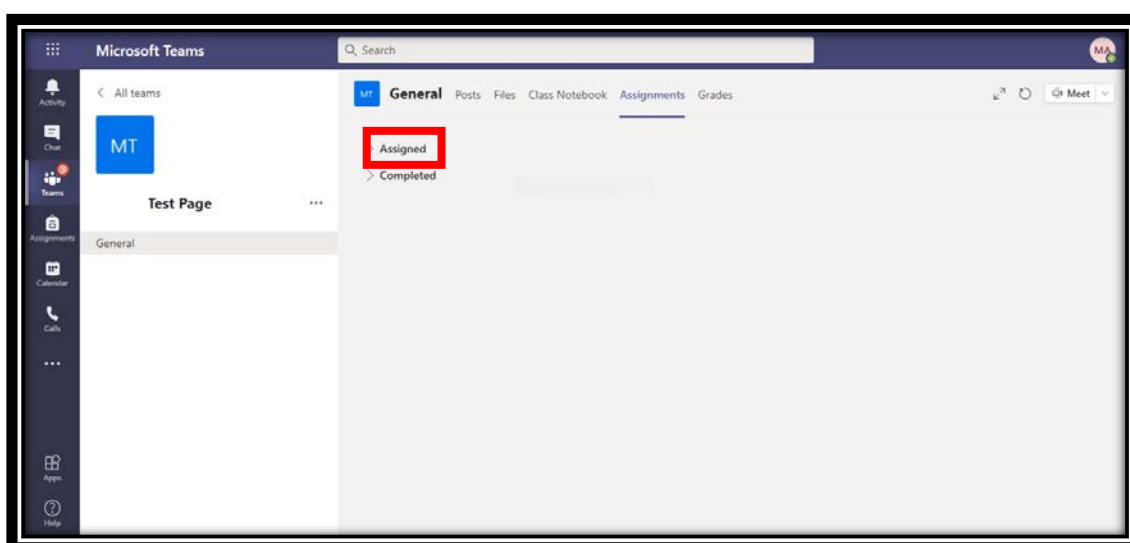 Microsoft Teams
Search
MA
Activity
Chat
Teams
Assignments
Calendar
Calls
Apps
Help
All teams
MT
Test Page
General
MT
General Posts Files Class Notebook Assignments Grades
Meet
Assigned
Completed